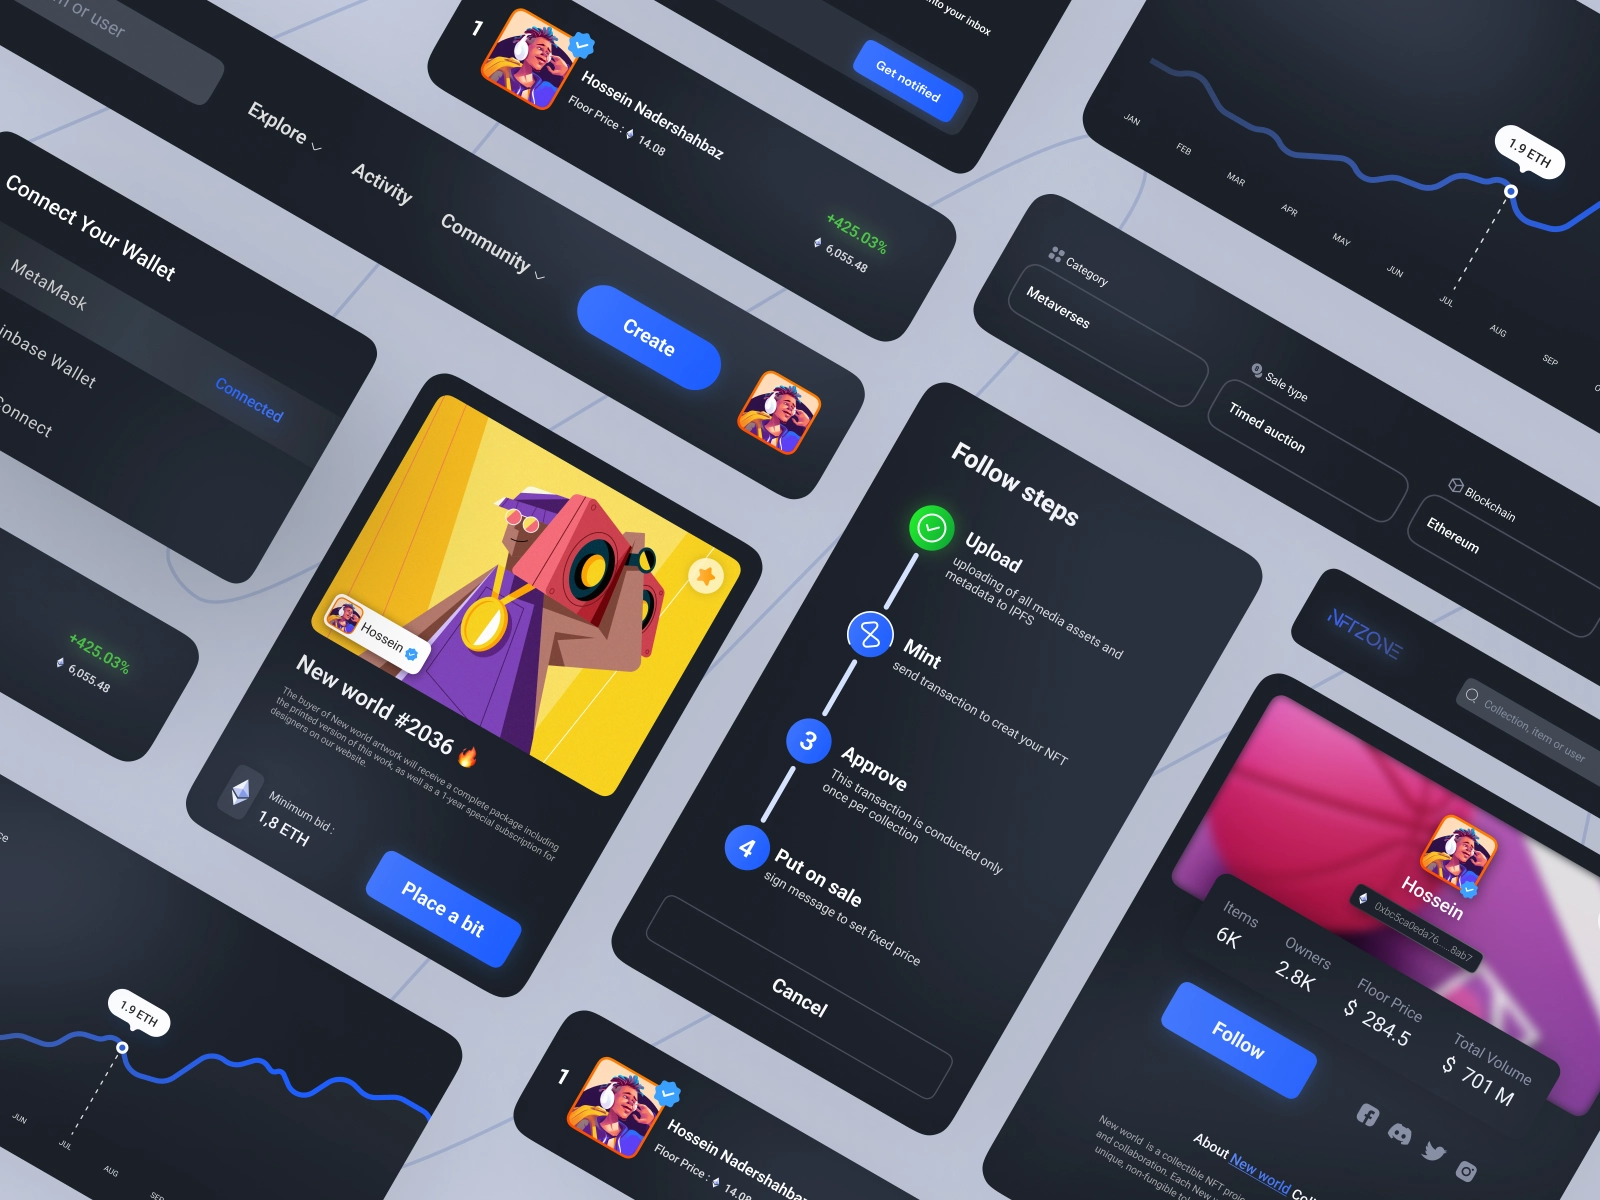 or user
Explore
Activity
Community
Create
Connect Your Wallet
MetaMask
Connected
inbase Wallet
Connect
1
Hossein Nadershahbaz
Floor Price : 14.08
+425.03%
6,055.48
into your inbox
Get notified
1.9 ETH
JAN
FEB
MAR
APR
MAY
JUN
JUL
AUG
SEP
Category
Metaverses
Sale type
Timed auction
Blockchain
Ethereum
NFTZONE
Collection, item or user
+425.03%
6,055.48
Hossein
New world #2036 🔥
The buyer of New world artwork will receive a complete package including
the printed version of this work, as well as a 1-year special subscription for
designers on our website.
Minimum bid :
1,8 ETH
Place a bit
Follow steps
Upload
uploading of all media assets and
metadata to IPFS
Mint
send transaction to creat your NFT
3
Approve
This transaction is conducted only
once per collection
4
Put on sale
sign message to set fixed price
Cancel
Hossein
0xbc5ca0eda76.....8ab7
Items
6K
Owners
2.8K
Floor Price
$ 284.5
Total Volume
$ 701 M
Follow
About New world Coll
New world is a collectible NFT proj
and collaboration. Each New
unique, non-fungible to
1.9 ETH
JUN
JUL
AUG
SEP
1
Hossein Nadershahbaz
Floor Price : 14.08